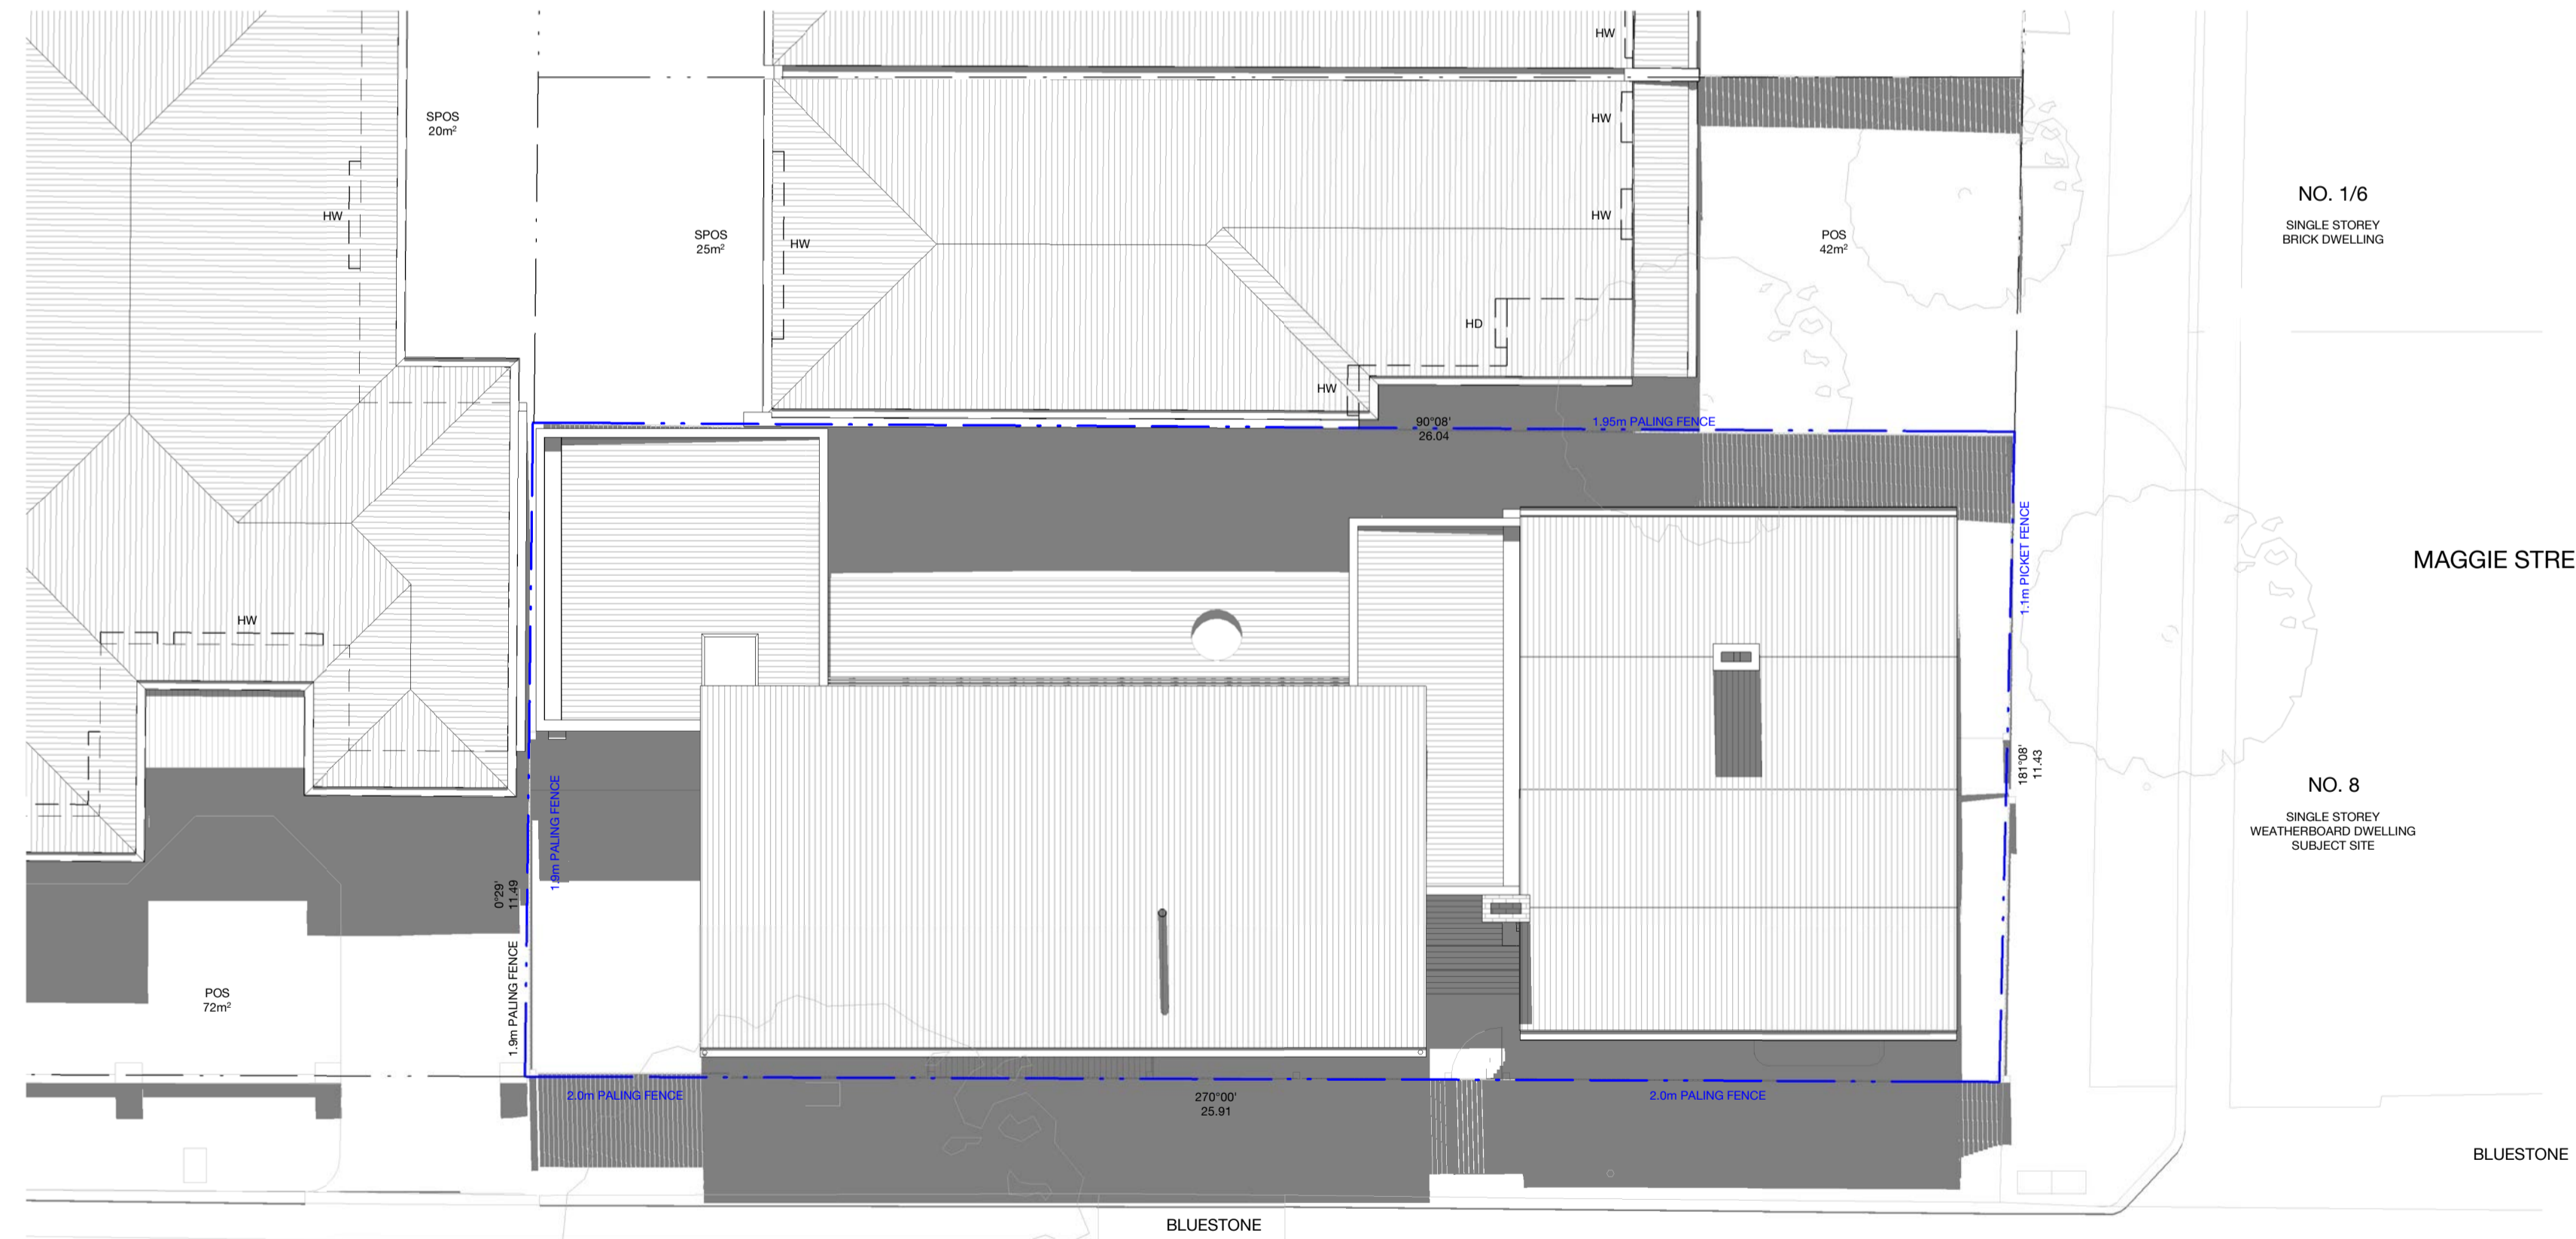 HW
SPOS
20m²
HW
NO. 1/6
HW
HW
SINGLE STOREY
BRICK DWELLING
SPOS
25m²
HW
POS
42m²
HD
HW
90°08'
26.04
1.95m PALING FENCE
1.1m PICKET FENCE
MAGGIE STRE
HW
181°08'
11.43
NO. 8
SINGLE STOREY
WEATHERBOARD DWELLING
SUBJECT SITE
1.9m PALING FENCE
0°29'
11.49
1.9m PALING FENCE
POS
72m²
2.0m PALING FENCE
270°00'
25.91
2.0m PALING FENCE
BLUESTONE
BLUESTONE